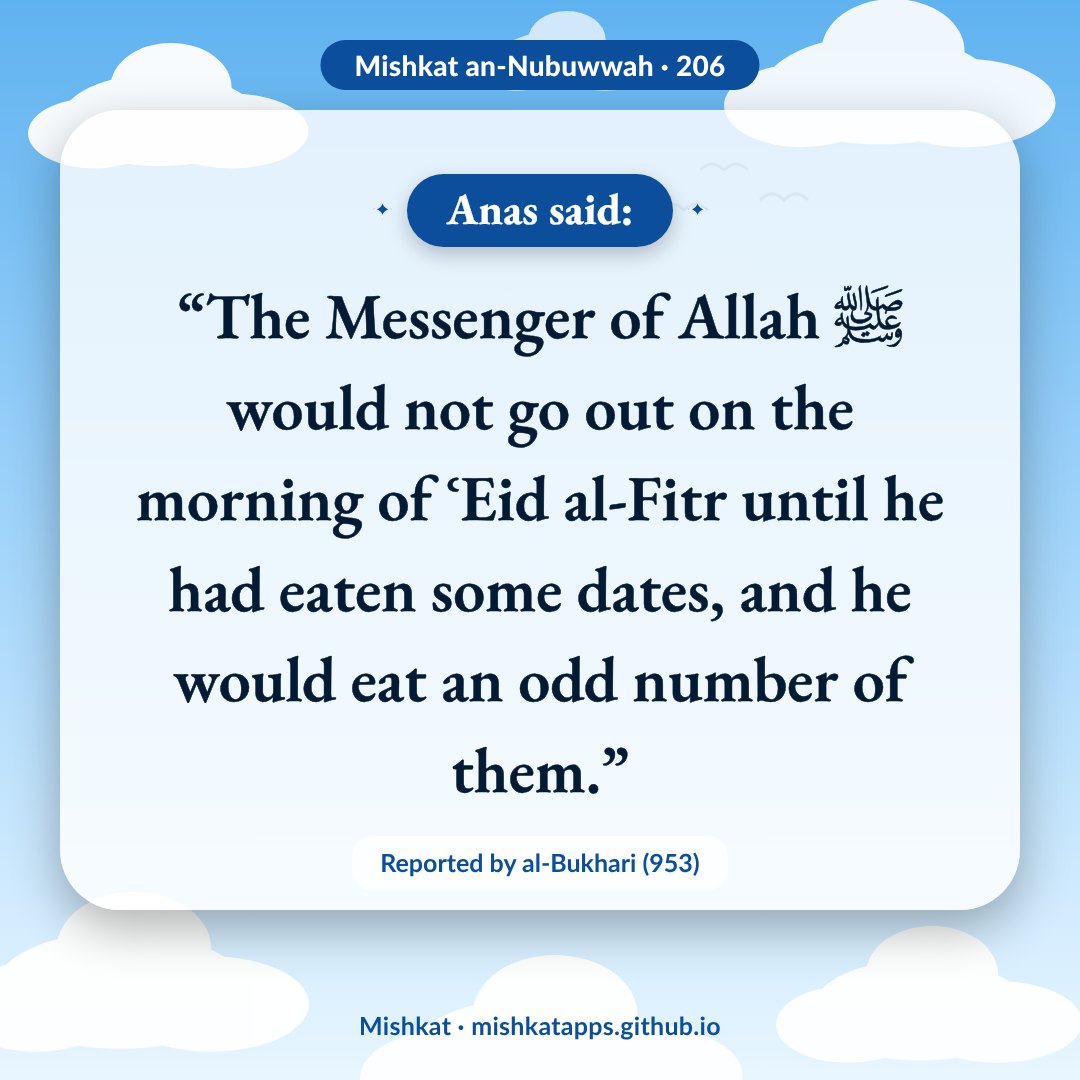 Mishkat an-Nubuwwah · 206
Anas said:
“The Messenger of Allah ﷺ
would not go out on the
morning of ‘Eid al-Fitr until he
had eaten some dates, and he
would eat an odd number of
them.”
Reported by al-Bukhari (953)
Mishkat · mishkatapps.github.io